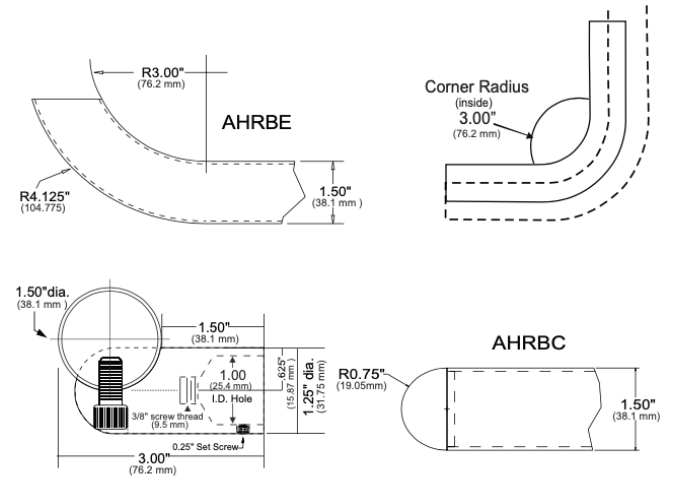 R3.00"
(76.2 mm)
AHRBE
R4.125"
(104.775)
1.50"
(38.1 mm )
Corner Radius
(inside)
3.00"
(76.2 mm)
1.50"dia.
(38.1 mm )
1.50"
(38.1 mm)
1.00
(25.4 mm)
I.D. Hole
.625"
(15.87 mm )
1.25" dia.
(31.75 mm)
3/8" screw thread
(9.5 mm)
0.25" Set Screw
3.00"
(76.2 mm)
AHRBC
R0.75"
(19.05mm)
1.50"
(38.1 mm)